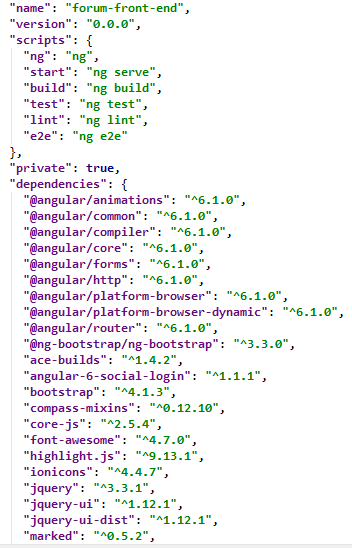 "name": "forum-front-end",
"version": "0.0.0",
"scripts": {
"ng": "ng",
"start": "ng serve",
"build": "ng build",
"test": "ng test",
"lint": "ng lint",
"e2e": "ng e2e"
},
"private": true,
"dependencies": {
"@angular/animations": "^6.1.0",
"@angular/common": "^6.1.0",
"@angular/compiler": "^6.1.0",
"@angular/core": "^6.1.0",
"@angular/forms": "^6.1.0",
"@angular/http": "^6.1.0",
"@angular/platform-browser": "^6.1.0",
"@angular/platform-browser-dynamic": "^6.1.0",
"@angular/router": "^6.1.0",
"@ng-bootstrap/ng-bootstrap": "^3.3.0",
"ace-builds": "^1.4.2",
"angular-6-social-login": "^1.1.1",
"bootstrap": "^4.1.3",
"compass-mixins": "^0.12.10",
"core-js": "^2.5.4",
"font-awesome": "^4.7.0",
"highlight.js": "^9.13.1",
"ionicons": "^4.4.7",
"jquery": "^3.3.1",
"jquery-ui": "^1.12.1",
"jquery-ui-dist": "^1.12.1",
"marked": "^0.5.2",